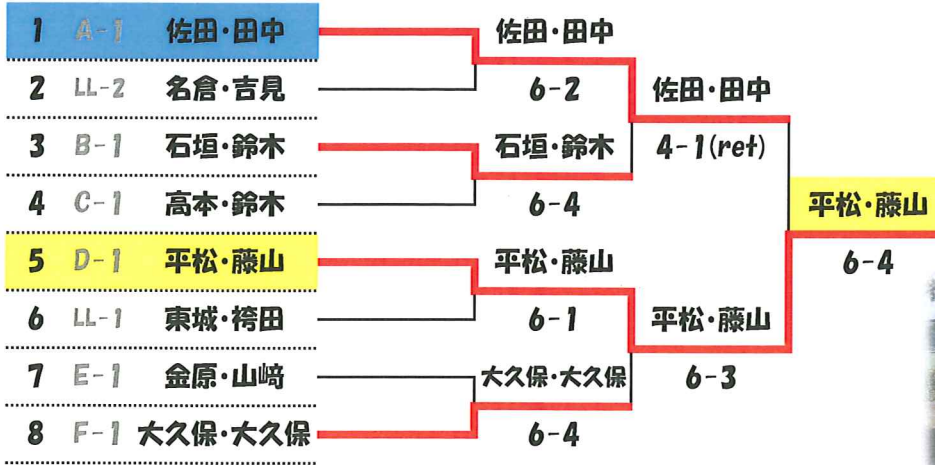 1 A-1 佐田・田中
2 LL-2 名倉・吉見
3 B-1 石垣・鈴木
4 C-1 高本・鈴木
5 D-1 平松・藤山
6 LL-1 東城・袴田
7 E-1 金原・山﨑
8 F-1 大久保・大久保
佐田・田中
6-2
石垣・鈴木
6-4
平松・藤山
6-1
大久保・大久保
6-4
佐田・田中
4-1(ret)
平松・藤山
6-3
平松・藤山
6-4